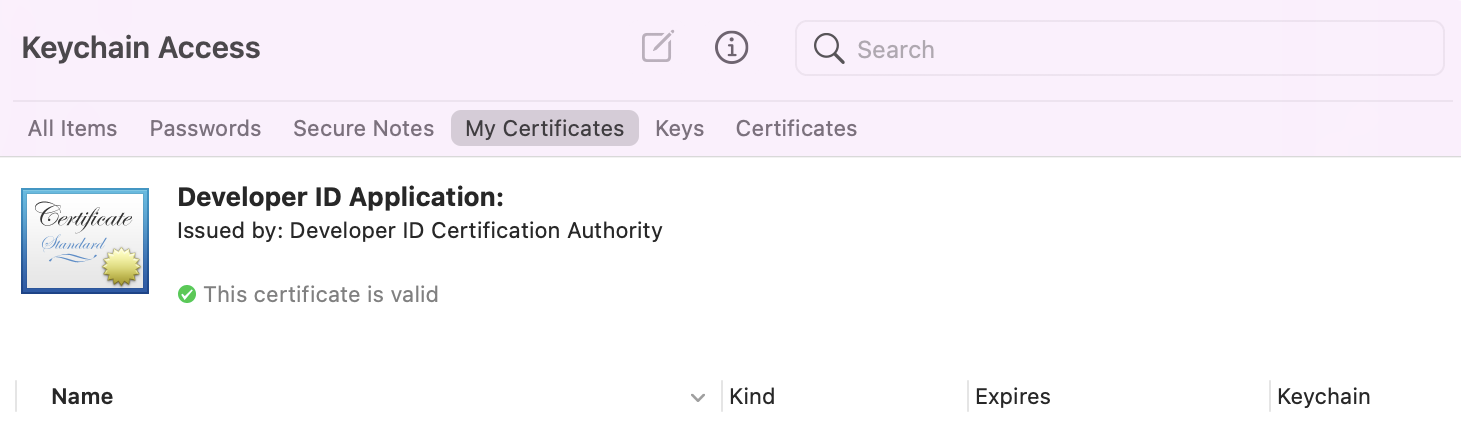 Keychain Access
Search
All Items Passwords Secure Notes My Certificates Keys Certificates
Certificate
Standard
Developer ID Application:
Issued by: Developer ID Certification Authority
This certificate is valid
Name Kind Expires Keychain